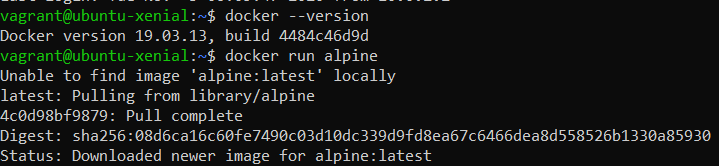 vagrant@ubuntu-xenial:~$ docker --version
Docker version 19.03.13, build 4484c46d9d
vagrant@ubuntu-xenial:~$ docker run alpine
Unable to find image 'alpine:latest' locally
latest: Pulling from library/alpine
4c0d98bf9879: Pull complete
Digest: sha256:08d6ca16c60fe7490c03d10dc339d9fd8ea67c6466dea8d558526b1330a85930
Status: Downloaded newer image for alpine:latest